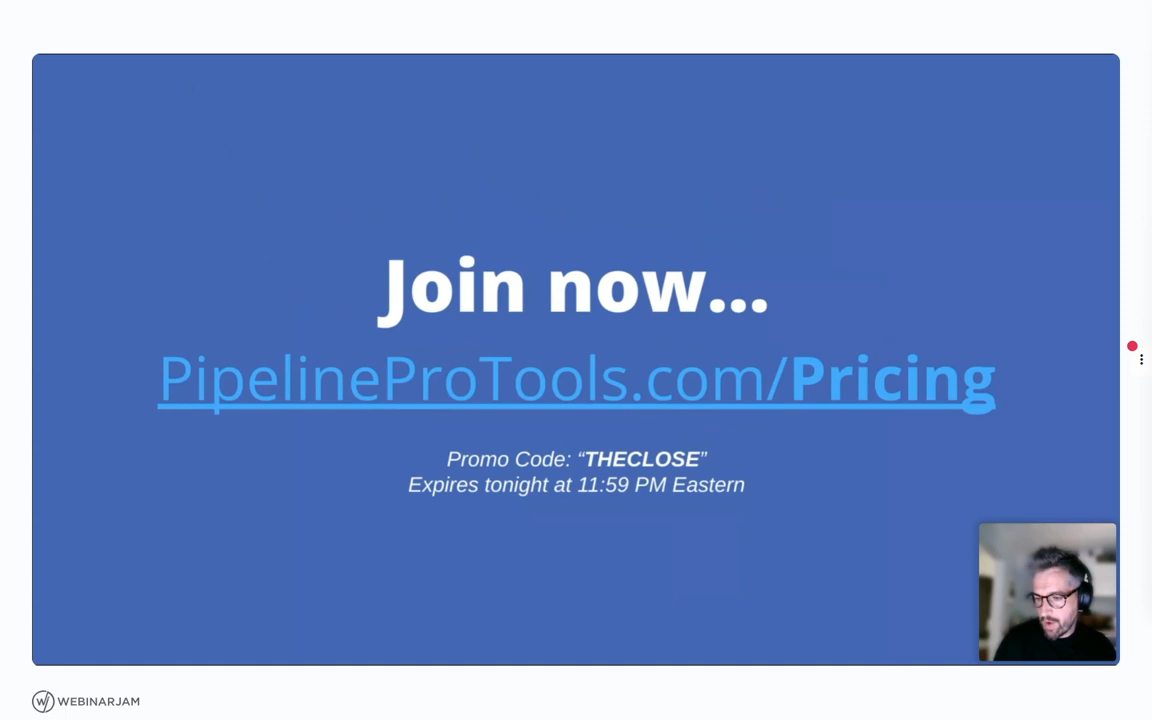 Join now...
PipelineProTools.com/Pricing
Promo Code: “THECLOSE”
Expires tonight at 11:59 PM Eastern
WEBINARJAM